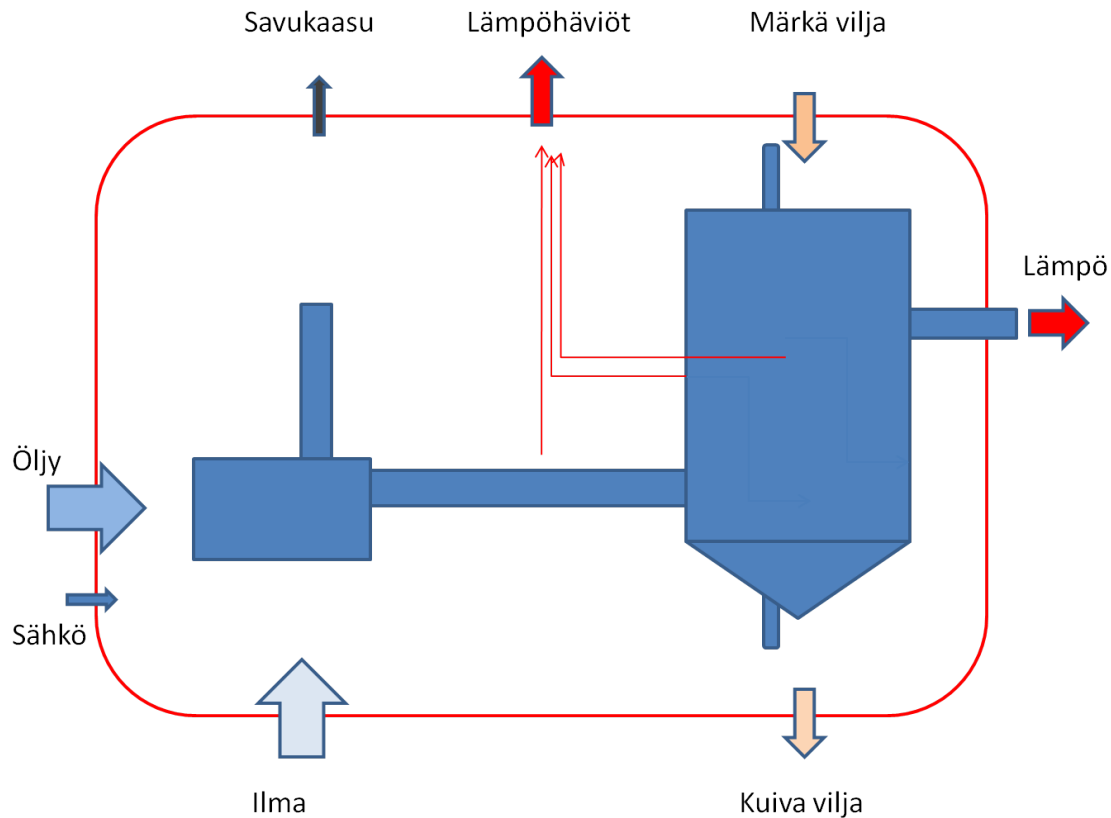 Savukaasu
Lämpöhäviöt
Märkä vilja
Lämpö
Öljy
Sähkö
Ilma
Kuiva vilja